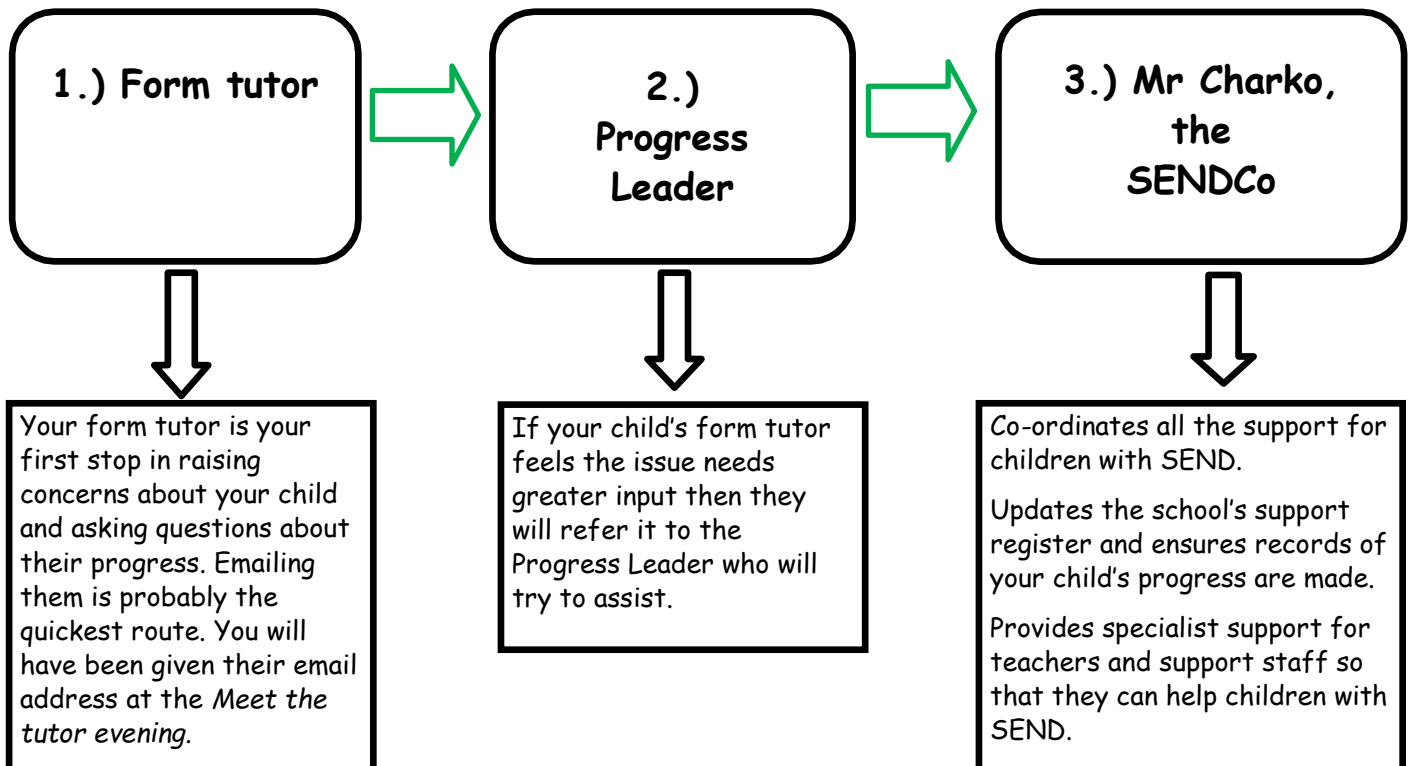 1.) Form tutor
2.)
Progress
Leader
3.) Mr Charko,
the
SENDCo
Your form tutor is your
first stop in raising
concerns about your child
and asking questions about
their progress. Emailing
them is probably the
quickest route. You will
have been given their email
address at the Meet the
tutor evening.
If your child's form tutor
feels the issue needs
greater input then they
will refer it to the
Progress Leader who will
try to assist.
Co-ordinates all the support for
children with SEND.
Updates the school's support
register and ensures records of
your child's progress are made.
Provides specialist support for
teachers and support staff so
that they can help children with
SEND.